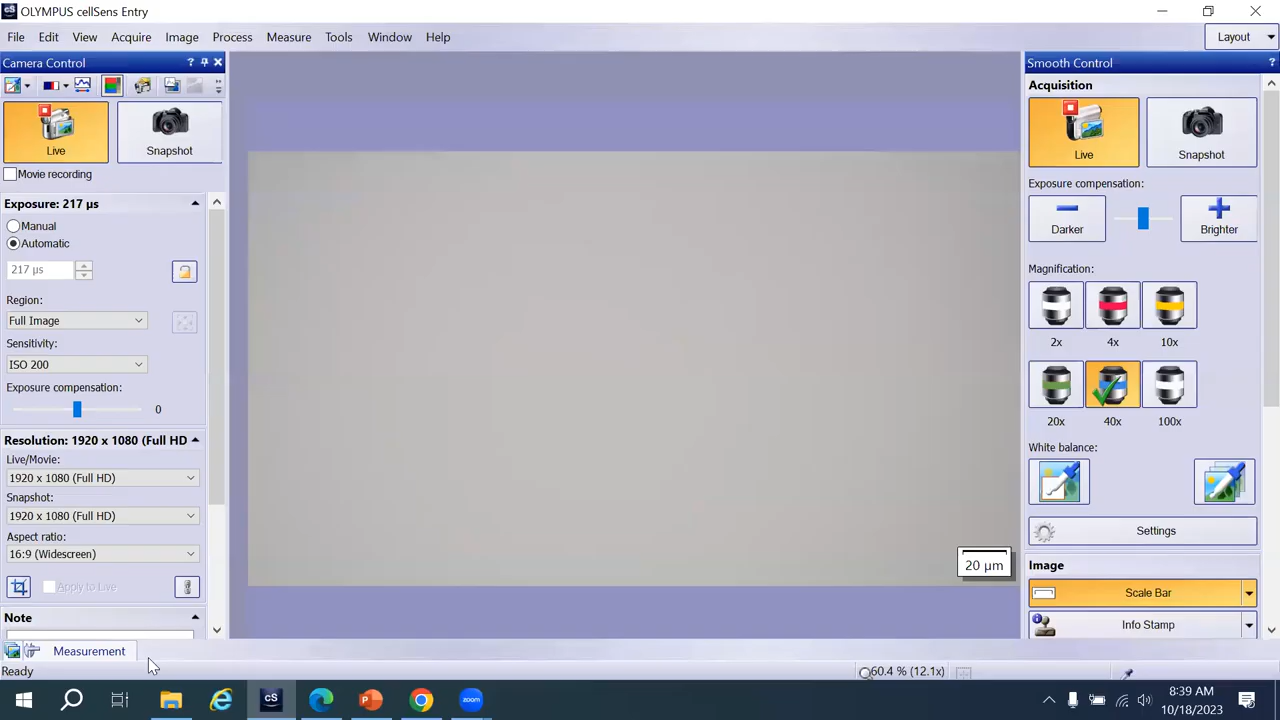 cS OLYMPUS cellSens Entry
File Edit View Acquire Image Process Measure Tools Window Help
Layout
Camera Control
Live
Snapshot
Movie recording
Exposure: 217 µs
Manual
Automatic
217 µs
Region:
Full Image
Sensitivity:
ISO 200
Exposure compensation:
0
Resolution: 1920 x 1080 (Full HD
Live/Movie:
1920 x 1080 (Full HD)
Snapshot:
1920 x 1080 (Full HD)
Aspect ratio:
16:9 (Widescreen)
Apply to Live
Note
20 µm
Smooth Control
Acquisition
Live
Snapshot
Exposure compensation:
Darker
Brighter
Magnification:
2x 4x 10x
20x 40x 100x
White balance:
Settings
Image
Scale Bar
Info Stamp
Measurement
Ready
60.4 % (12.1x)
cS
zoom
8:39 AM
10/18/2023